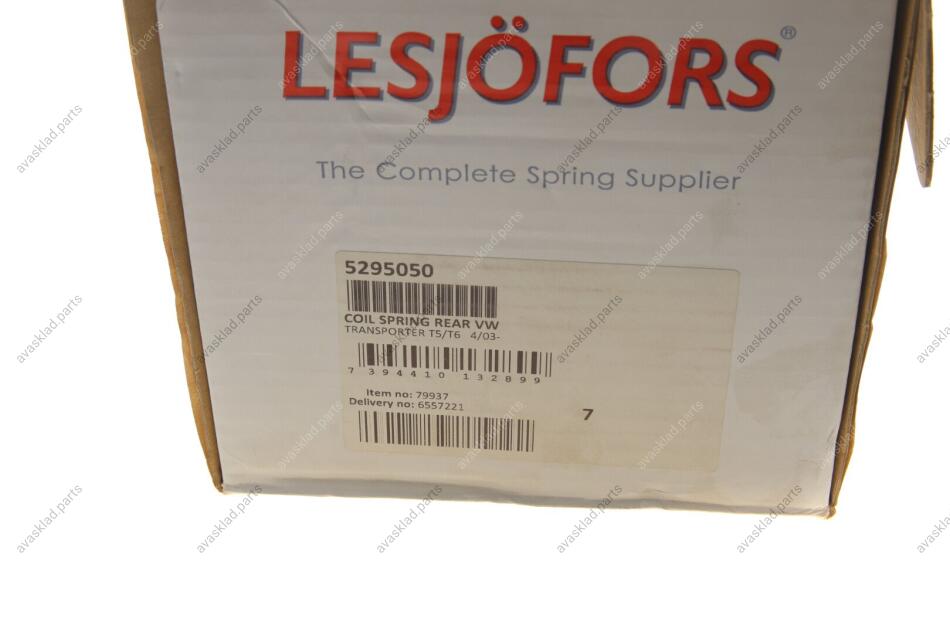 LESJÖFORS®
The Complete Spring Supplier
5295050
COIL SPRING REAR VW
TRANSPORTER T5/T6 4/03-
7 394410 132899
Item no: 79937
Delivery no: 6557221
7
avasklad.parts